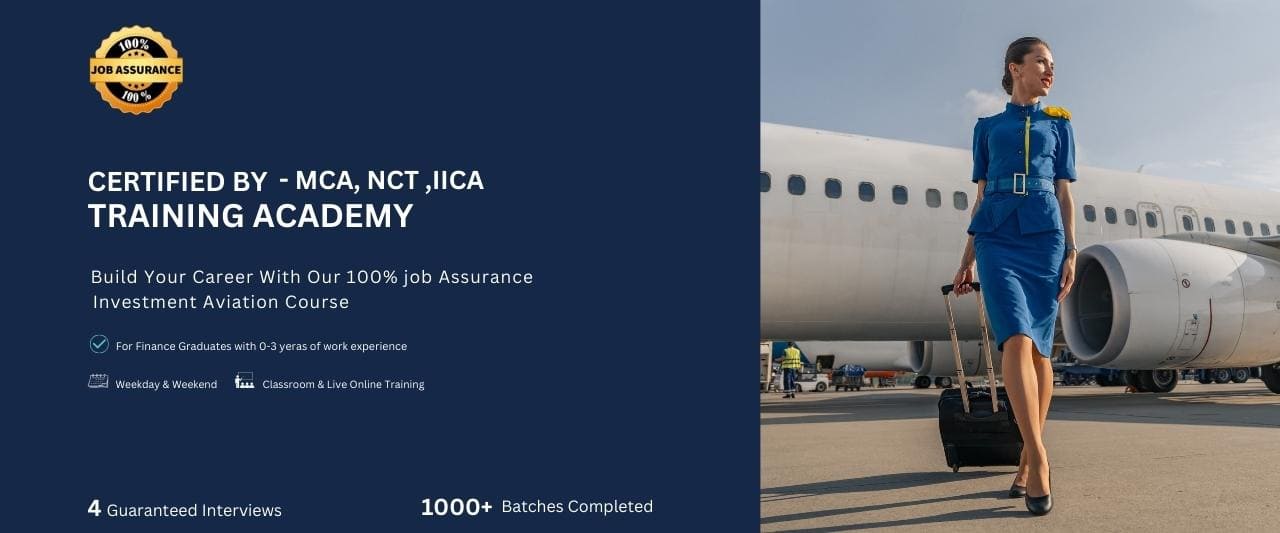 100%
JOB ASSURANCE
100%
CERTIFIED BY - MCA, NCT ,IICA
TRAINING ACADEMY
Build Your Career With Our 100% job Assurance
Investment Aviation Course
For Finance Graduates with 0-3 yeras of work experience
Weekday & Weekend Classroom & Live Online Training
4 Guaranteed Interviews 1000+ Batches Completed